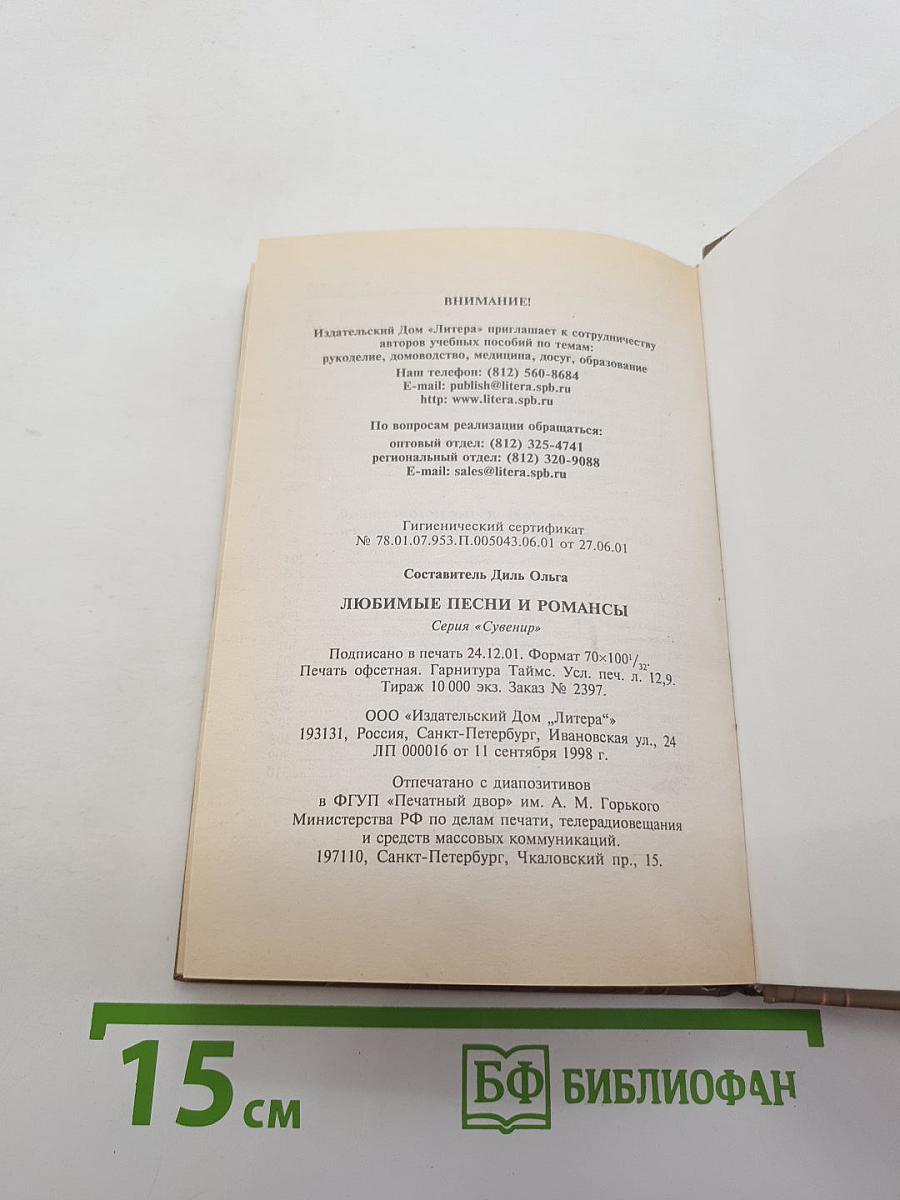 ВНИМАНИЕ!
Издательский Дом «Литера» приглашает к сотрудничеству
авторов учебных пособий по темам:
рукоделие, домоводство, медицина, досуг, образование
Наш телефон: (812) 560-8684
E-mail: publish@litera.spb.ru
http: www.litera.spb.ru
По вопросам реализации обращаться:
оптовый отдел: (812) 325-4741
региональный отдел: (812) 320-9088
E-mail: sales@litera.spb.ru
Гигиенический сертификат
№ 78.01.07.953.П.005043.06.01 от 27.06.01
Составитель Диль Ольга
ЛЮБИМЫЕ ПЕСНИ И РОМАНСЫ
Серия «Сувенир»
Подписано в печать 24.12.01. Формат 70×100¹/₃₂.
Печать офсетная. Гарнитура Таймс. Усл. печ. л. 12,9.
Тираж 10 000 экз. Заказ № 2397.
ООО «Издательский Дом „Литера“»
193131, Россия, Санкт-Петербург, Ивановская ул., 24
ЛП 000016 от 11 сентября 1998 г.
Отпечатано с диапозитивов
в ФГУП «Печатный двор» им. А. М. Горького
Министерства РФ по делам печати, телерадиовещания
и средств массовых коммуникаций.
197110, Санкт-Петербург, Чкаловский пр., 15.
15 см
БФ БИБЛИОФАН